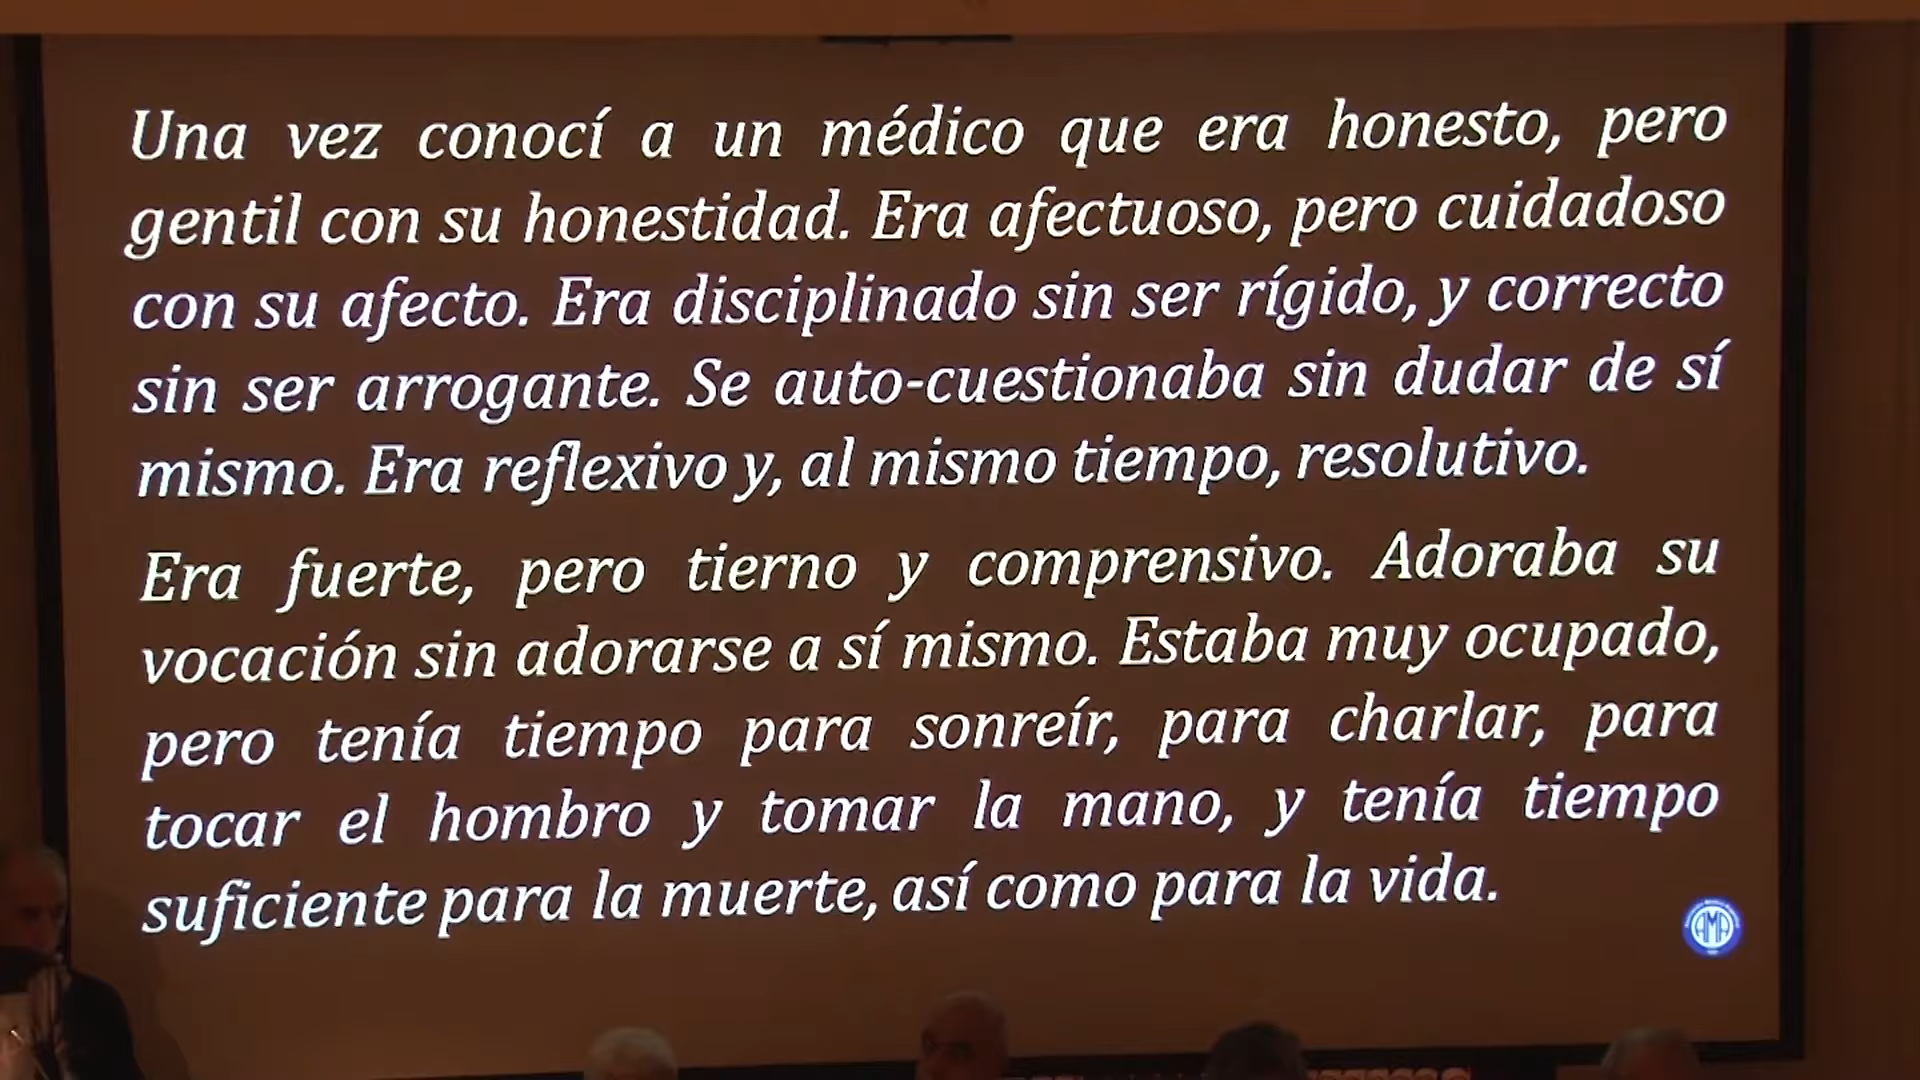 Una vez conocí a un médico que era honesto, pero
gentil con su honestidad. Era afectuoso, pero cuidadoso
con su afecto. Era disciplinado sin ser rígido, y correcto
sin ser arrogante. Se auto-cuestionaba sin dudar de sí
mismo. Era reflexivo y, al mismo tiempo, resolutivo.
Era fuerte, pero tierno y comprensivo. Adoraba su
vocación sin adorarse a sí mismo. Estaba muy ocupado,
pero tenía tiempo para sonreír, para charlar, para
tocar el hombro y tomar la mano, y tenía tiempo
suficiente para la muerte, así como para la vida.
AMA